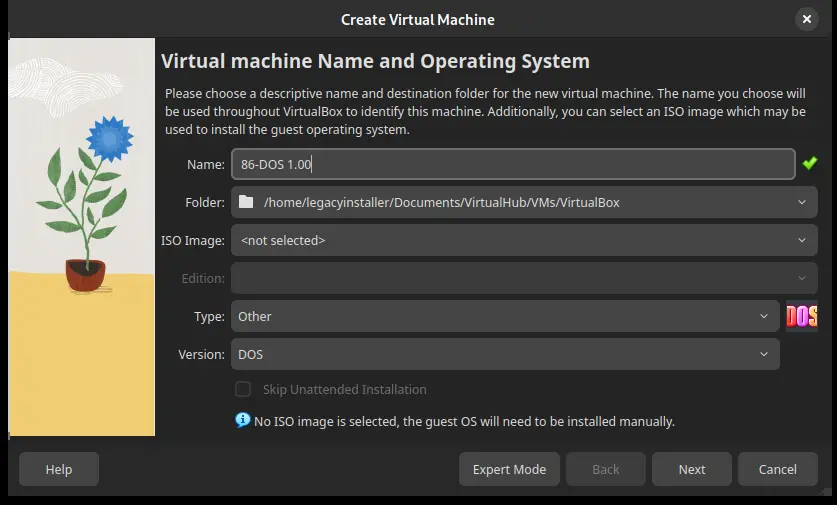 Create Virtual Machine
Virtual machine Name and Operating System
Please choose a descriptive name and destination folder for the new virtual machine. The name you choose will
be used throughout VirtualBox to identify this machine. Additionally, you can select an ISO image which may be
used to install the guest operating system.
Name: 86-DOS 1.00
Folder: /home/legacyinstaller/Documents/VirtualHub/VMs/VirtualBox
ISO Image: <not selected>
Edition:
Type: Other DOS
Version: DOS
Skip Unattended Installation
No ISO image is selected, the guest OS will need to be installed manually.
Help Expert Mode Back Next Cancel